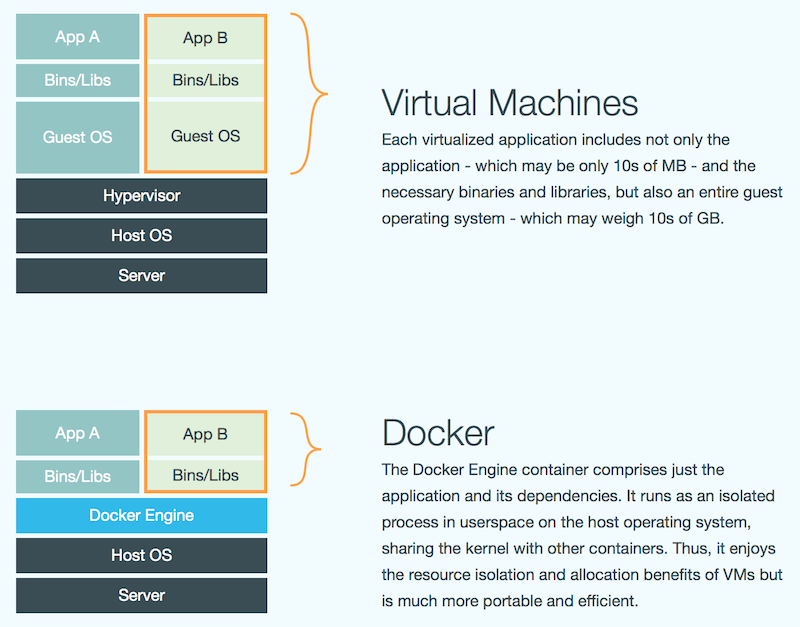 App A
App B
Bins/Libs
Bins/Libs
Guest OS
Guest OS
Hypervisor
Host OS
Server
Virtual Machines
Each virtualized application includes not only the
application - which may be only 10s of MB - and the
necessary binaries and libraries, but also an entire guest
operating system - which may weigh 10s of GB.
App A
App B
Bins/Libs
Bins/Libs
Docker Engine
Host OS
Server
Docker
The Docker Engine container comprises just the
application and its dependencies. It runs as an isolated
process in userspace on the host operating system,
sharing the kernel with other containers. Thus, it enjoys
the resource isolation and allocation benefits of VMs but
is much more portable and efficient.